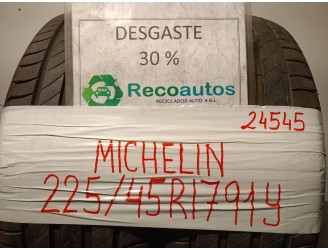 DESGASTE
30 %
Recoautos
RECICLADOS AUTO 4 S.L.
24545
MICHELIN
225/45R1791Y